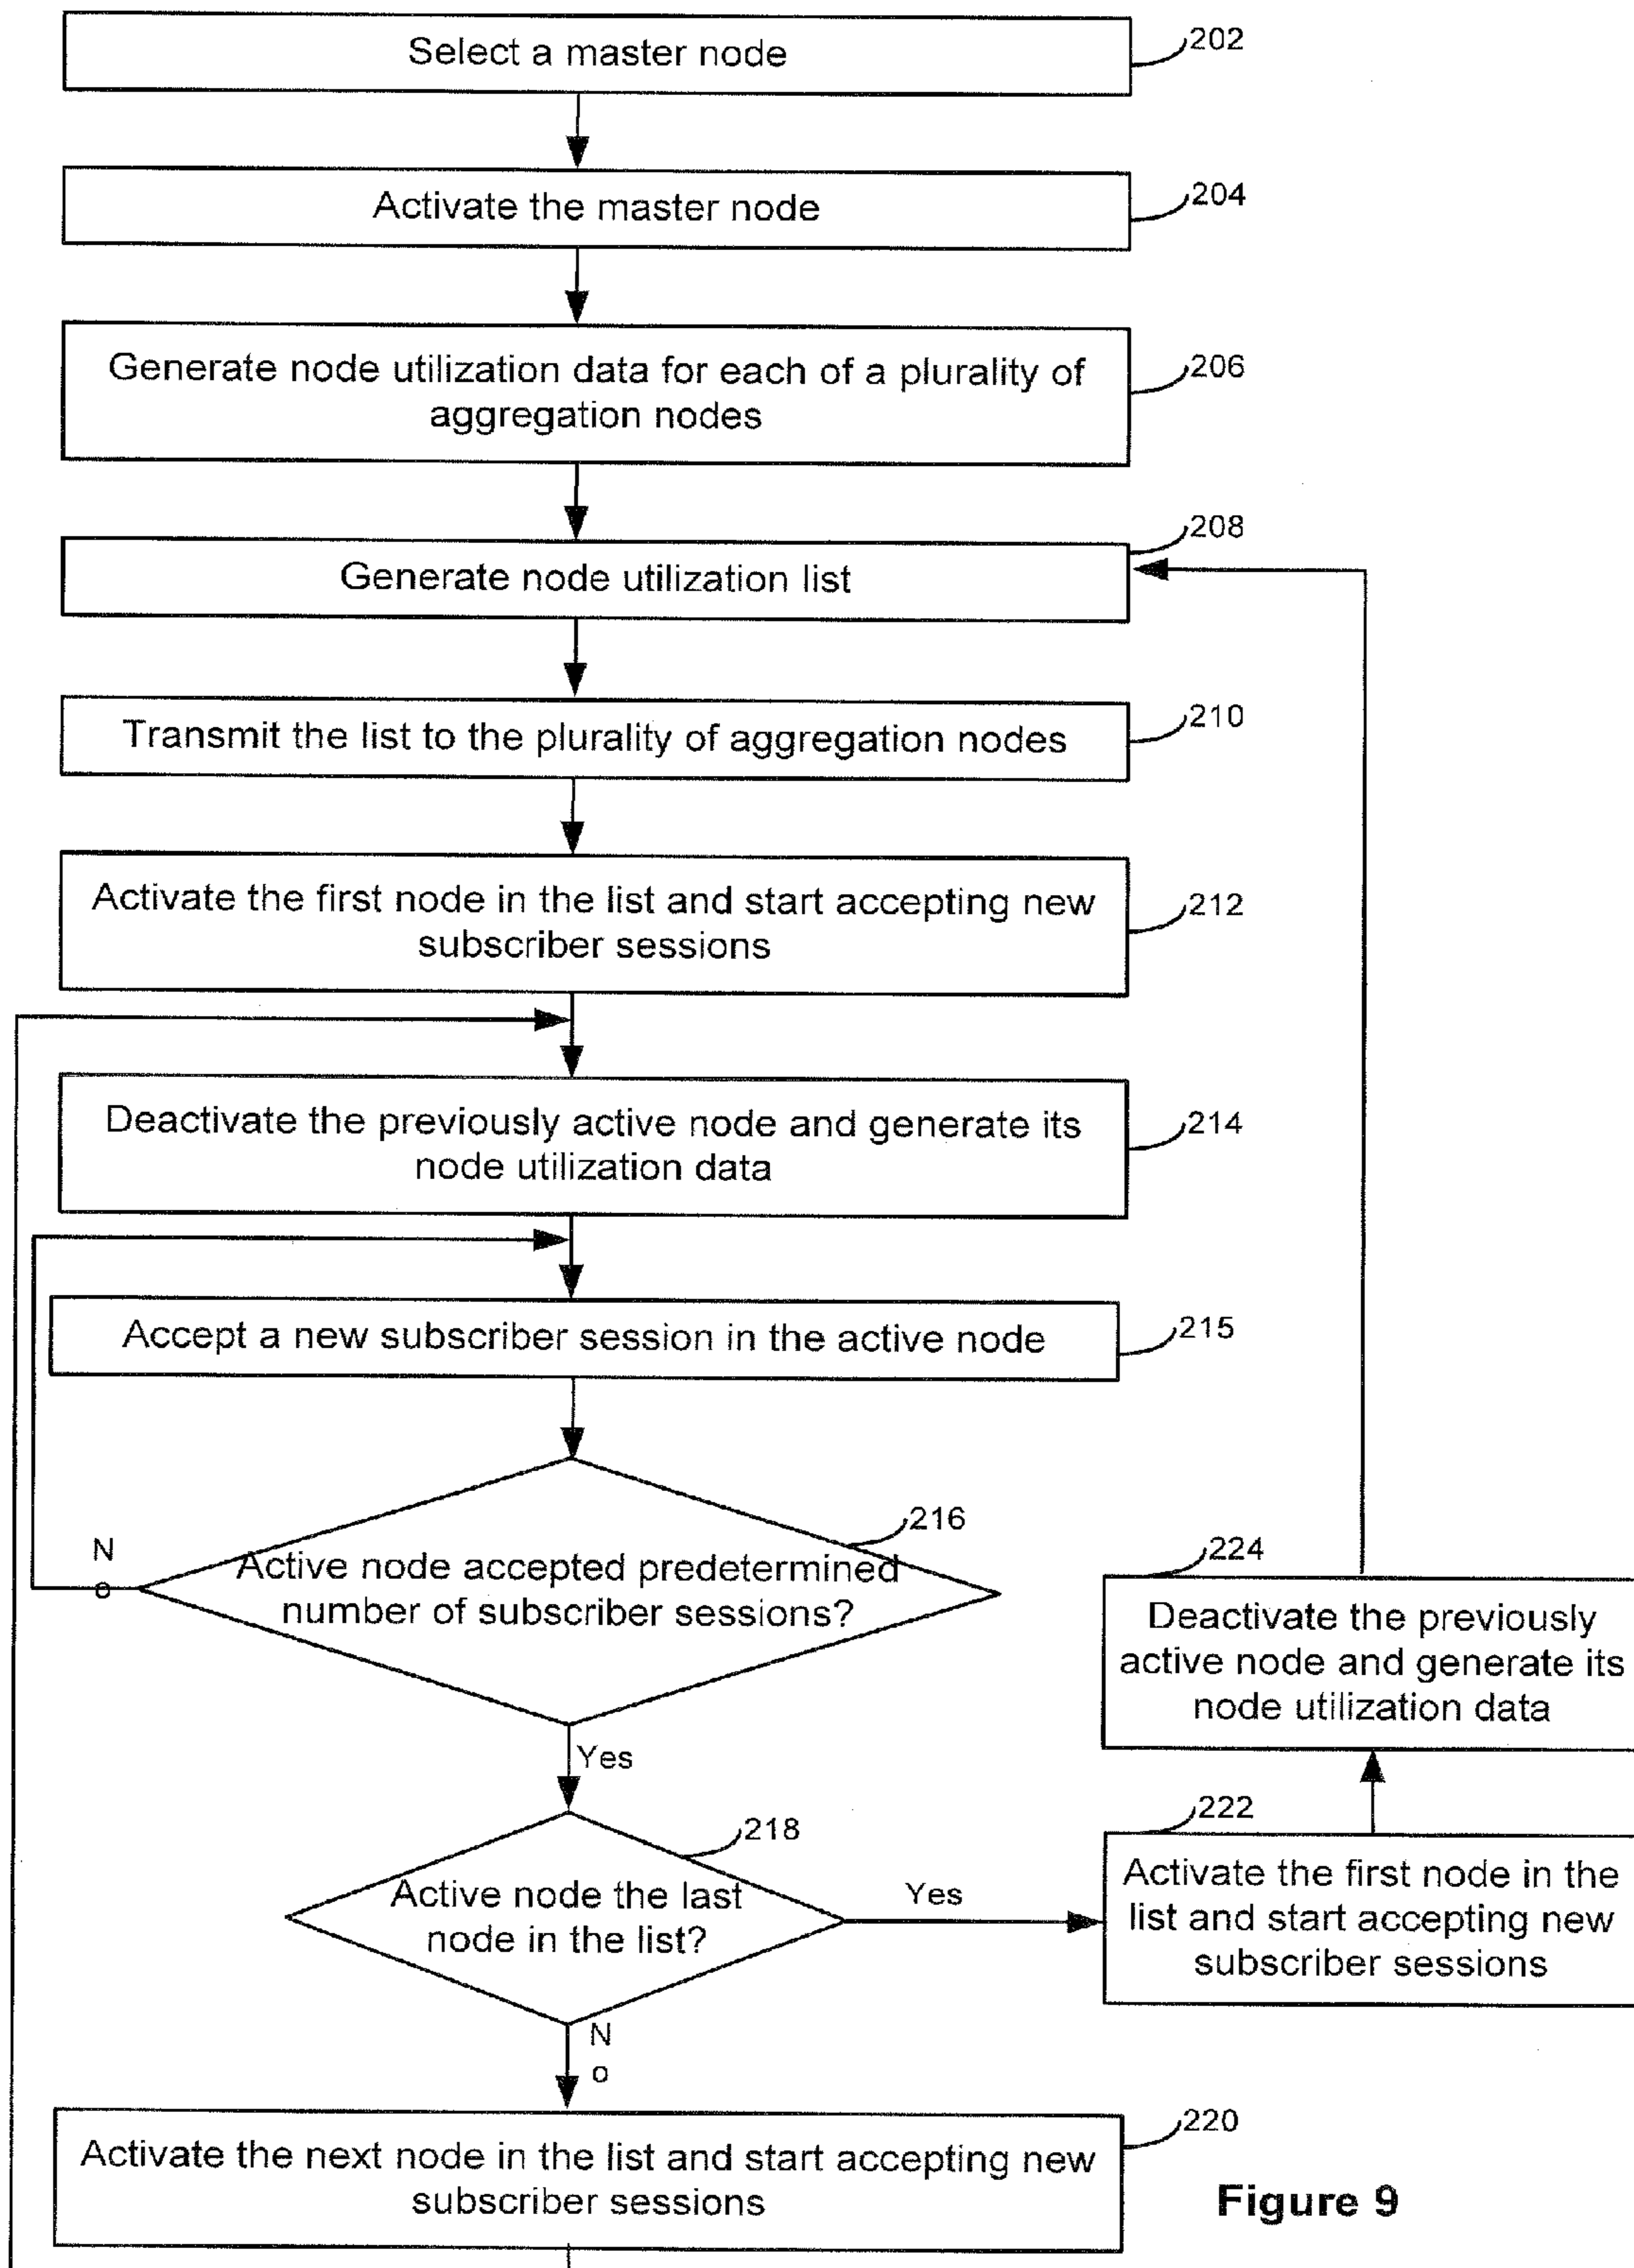 Select a master node
202
Activate the master node
204
Generate node utilization data for each of a plurality of
aggregation nodes
206
208
Generate node utilization list
Transmit the list to the plurality of aggregation nodes
210
Activate the first node in the list and start accepting new
subscriber sessions
212
Deactivate the previously active node and generate its
node utilization data
214
Accept a new subscriber session in the active node
215
216
N
o
Active node accepted predetermined
number of subscriber sessions?
Yes
224
Deactivate the previously
active node and generate its
node utilization data
218
Active node the last
node in the list?
Yes
222
Activate the first node in the
list and start accepting new
subscriber sessions
N
o
220
Activate the next node in the list and start accepting new
subscriber sessions
Figure 9